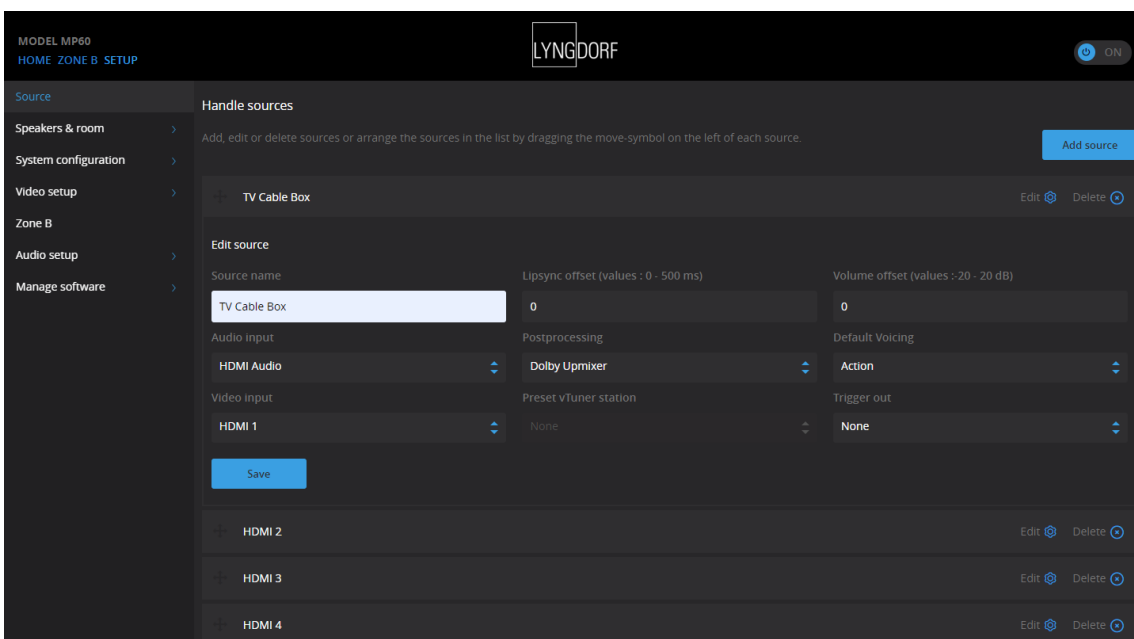 MODEL MP60
HOME ZONE B SETUP
LYNGDORF
ON
Source
Speakers & room
System configuration
Video setup
Zone B
Audio setup
Manage software
Handle sources
Add, edit or delete sources or arrange the sources in the list by dragging the move-symbol on the left of each source.
Add source
TV Cable Box
Edit Delete
Edit source
Source name Lipsync offset (values : 0 - 500 ms) Volume offset (values :-20 - 20 dB)
TV Cable Box 0 0
Audio input Postprocessing Default Voicing
HDMI Audio Dolby Upmixer Action
Video input Preset vTuner station Trigger out
HDMI 1 None None
Save
HDMI 2 Edit Delete
HDMI 3 Edit Delete
HDMI 4 Edit Delete